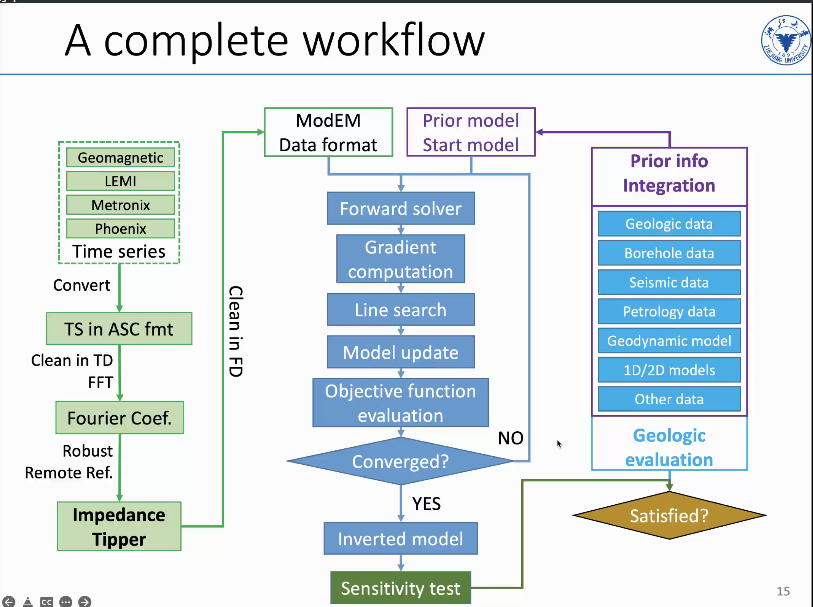 A complete workflow
ZHEJIANG UNIVERSITY
Geomagnetic
LEMI
Metronix
Phoenix
Time series
Convert
TS in ASC fmt
Clean in TD
FFT
Fourier Coef.
Robust
Remote Ref.
Impedance
Tipper
Clean in FD
ModEM
Data format
Prior model
Start model
Forward solver
Gradient
computation
Line search
Model update
Objective function
evaluation
Converged?
NO
YES
Inverted model
Sensitivity test
Prior info
Integration
Geologic data
Borehole data
Seismic data
Petrology data
Geodynamic model
1D/2D models
Other data
Geologic
evaluation
Satisfied?
15
CC